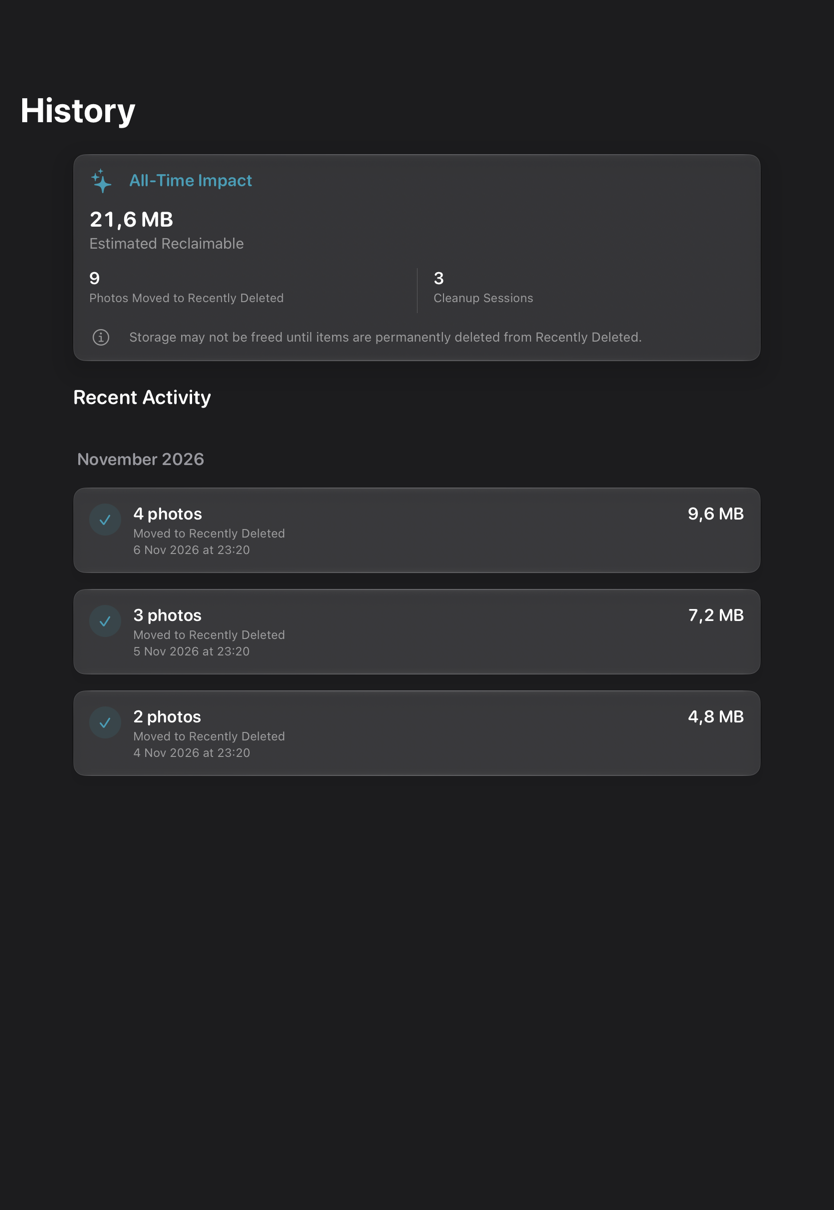 History
All-Time Impact
21,6 MB
Estimated Reclaimable
9
Photos Moved to Recently Deleted
3
Cleanup Sessions
Storage may not be freed until items are permanently deleted from Recently Deleted.
Recent Activity
November 2026
4 photos
9,6 MB
Moved to Recently Deleted
6 Nov 2026 at 23:20
3 photos
7,2 MB
Moved to Recently Deleted
5 Nov 2026 at 23:20
2 photos
4,8 MB
Moved to Recently Deleted
4 Nov 2026 at 23:20